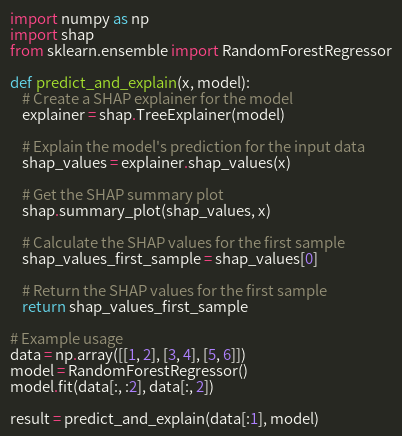 import numpy as np
import shap
from sklearn.ensemble import RandomForestRegressor
def predict_and_explain(x, model):
# Create a SHAP explainer for the model
explainer = shap.TreeExplainer(model)
# Explain the model's prediction for the input data
shap_values = explainer.shap_values(x)
# Get the SHAP summary plot
shap.summary_plot(shap_values, x)
# Calculate the SHAP values for the first sample
shap_values_first_sample = shap_values[0]
# Return the SHAP values for the first sample
return shap_values_first_sample
# Example usage
data = np.array([[1, 2], [3, 4], [5, 6]])
model = RandomForestRegressor()
model.fit(data[:, :2], data[:, 2])
result = predict_and_explain(data[:1], model)